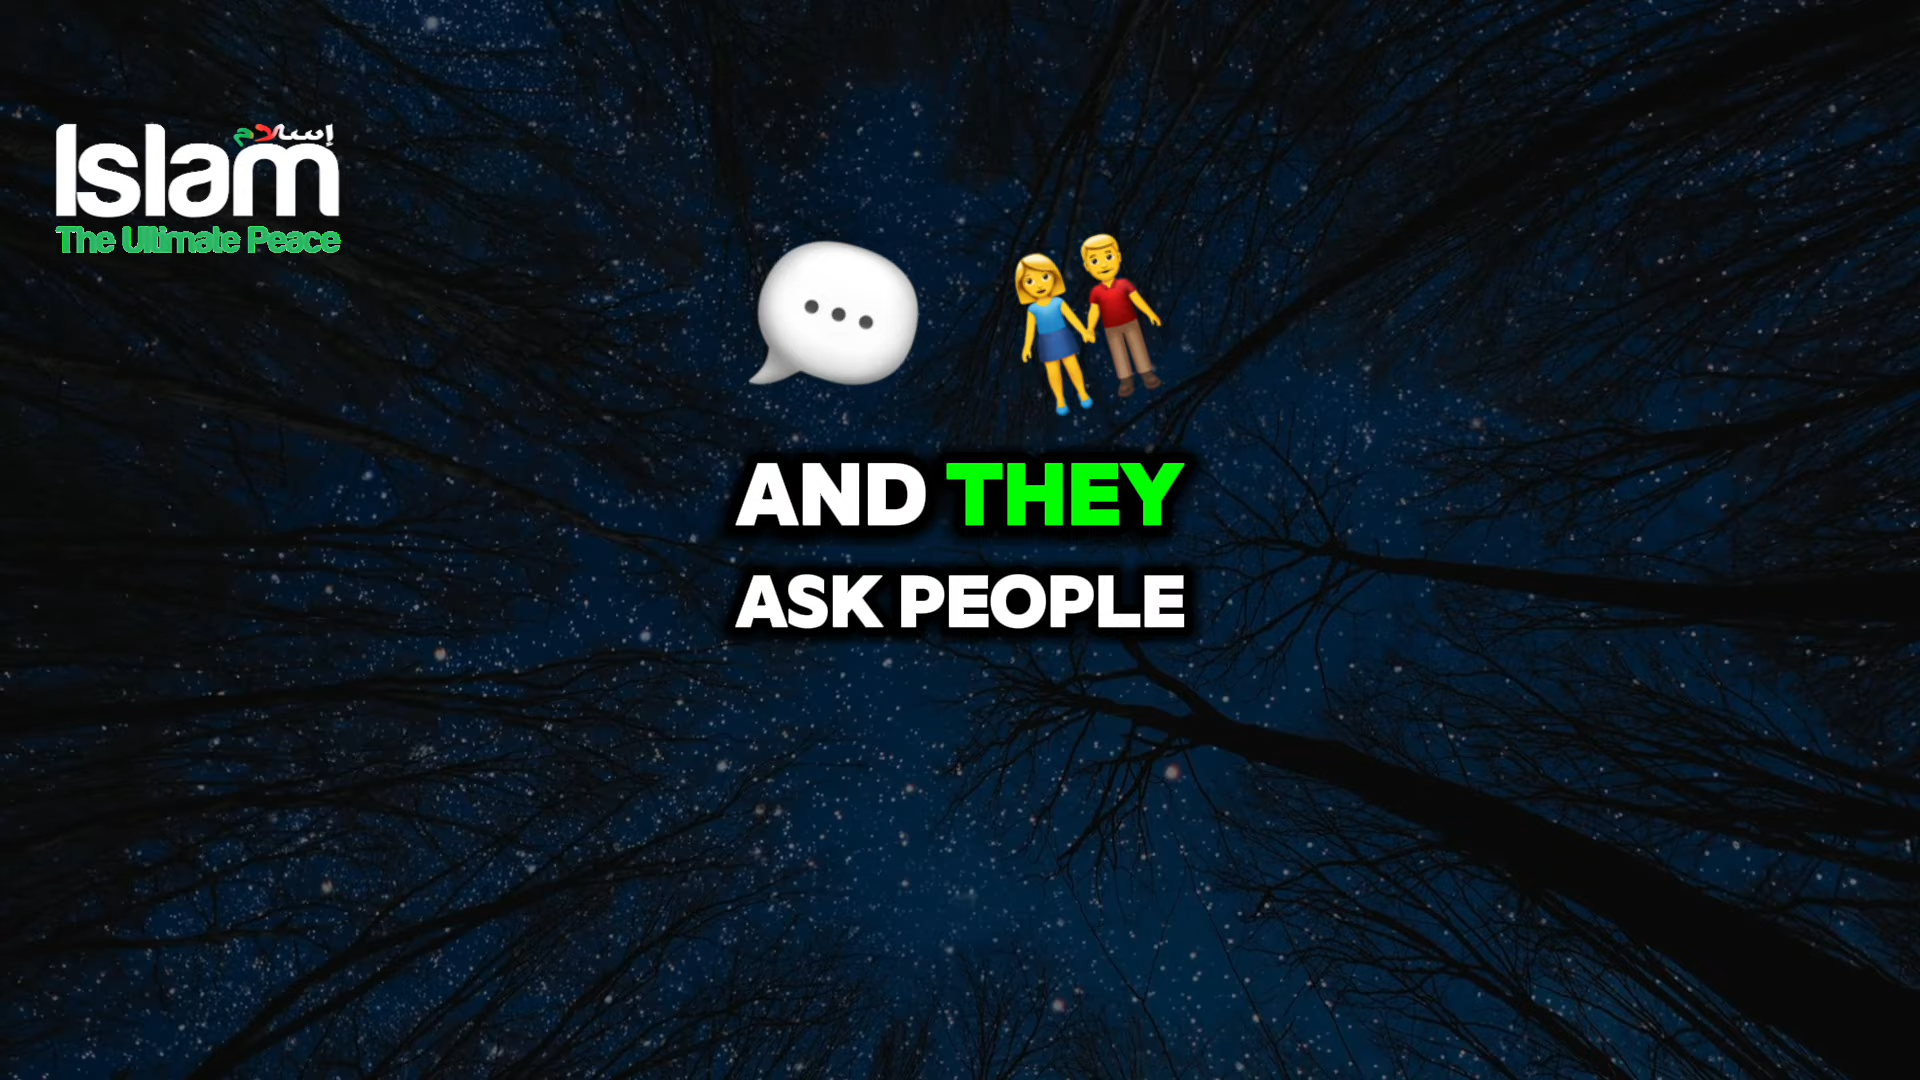 إسلام
Islam
The Ultimate Peace
AND THEY
ASK PEOPLE